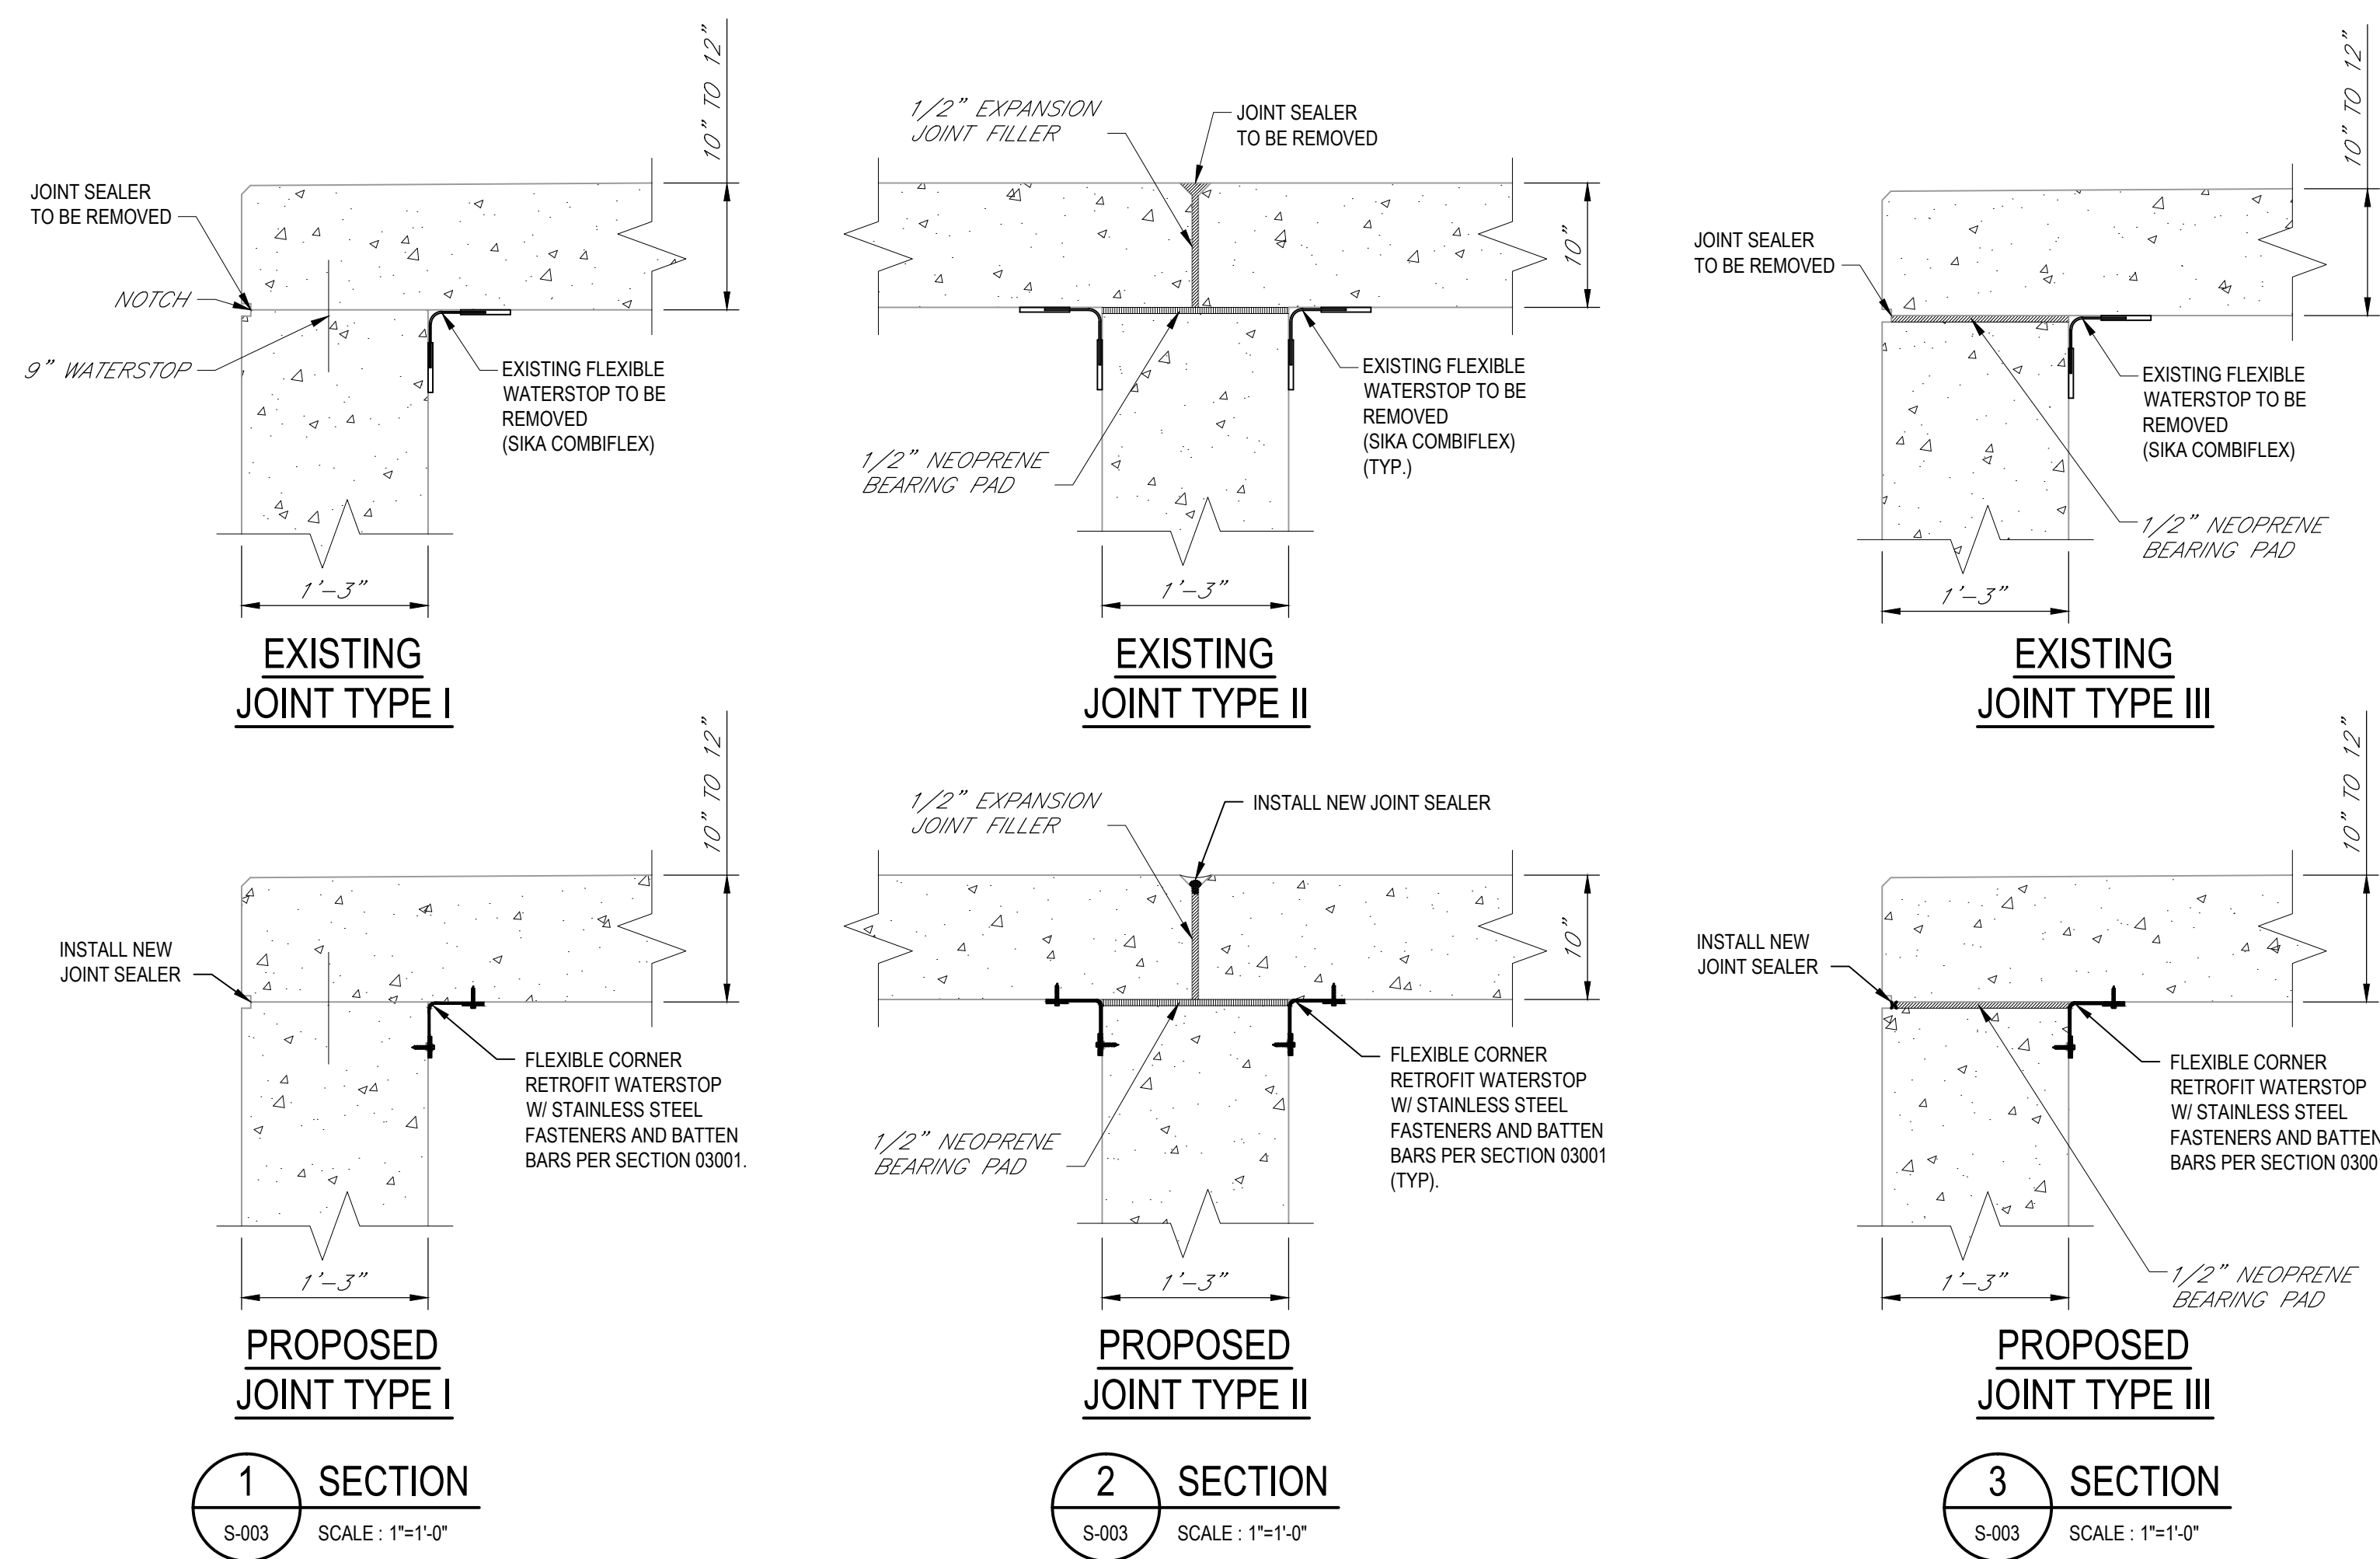 10" TO 12"
JOINT SEALER
TO BE REMOVED
NOTCH
9" WATERSTOP
EXISTING FLEXIBLE
WATERSTOP TO BE
REMOVED
(SIKA COMBIFLEX)
1'-3"
EXISTING
JOINT TYPE I
1/2" EXPANSION
JOINT FILLER
JOINT SEALER
TO BE REMOVED
10"
EXISTING FLEXIBLE
WATERSTOP TO BE
REMOVED
(SIKA COMBIFLEX)
(TYP.)
1/2" NEOPRENE
BEARING PAD
1'-3"
EXISTING
JOINT TYPE II
10" TO 12"
JOINT SEALER
TO BE REMOVED
EXISTING FLEXIBLE
WATERSTOP TO BE
REMOVED
(SIKA COMBIFLEX)
1/2" NEOPRENE
BEARING PAD
1'-3"
EXISTING
JOINT TYPE III
10" TO 12"
INSTALL NEW
JOINT SEALER
FLEXIBLE CORNER
RETROFIT WATERSTOP
W/ STAINLESS STEEL
FASTENERS AND BATTEN
BARS PER SECTION 03001.
1'-3"
PROPOSED
JOINT TYPE I
1
SECTION
S-003
SCALE : 1"=1'-0"
1/2" EXPANSION
JOINT FILLER
INSTALL NEW JOINT SEALER
10"
FLEXIBLE CORNER
RETROFIT WATERSTOP
W/ STAINLESS STEEL
FASTENERS AND BATTEN
BARS PER SECTION 03001
(TYP).
1/2" NEOPRENE
BEARING PAD
1'-3"
PROPOSED
JOINT TYPE II
2
SECTION
S-003
SCALE : 1"=1'-0"
10" TO 12"
INSTALL NEW
JOINT SEALER
FLEXIBLE CORNER
RETROFIT WATERSTOP
W/ STAINLESS STEEL
FASTENERS AND BATTEN
BARS PER SECTION 0300
1/2" NEOPRENE
BEARING PAD
1'-3"
PROPOSED
JOINT TYPE III
3
SECTION
S-003
SCALE : 1"=1'-0"